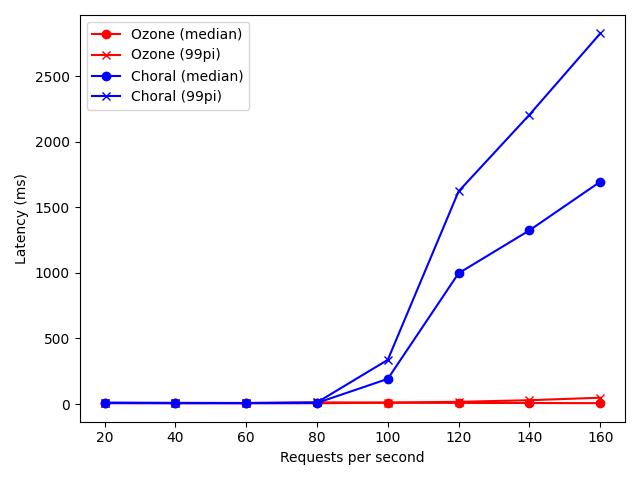 Ozone (median)
Ozone (99pi)
Choral (median)
Choral (99pi)
2500
2000
1500
1000
500
0
Latency (ms)
20 40 60 80 100 120 140 160
Requests per second